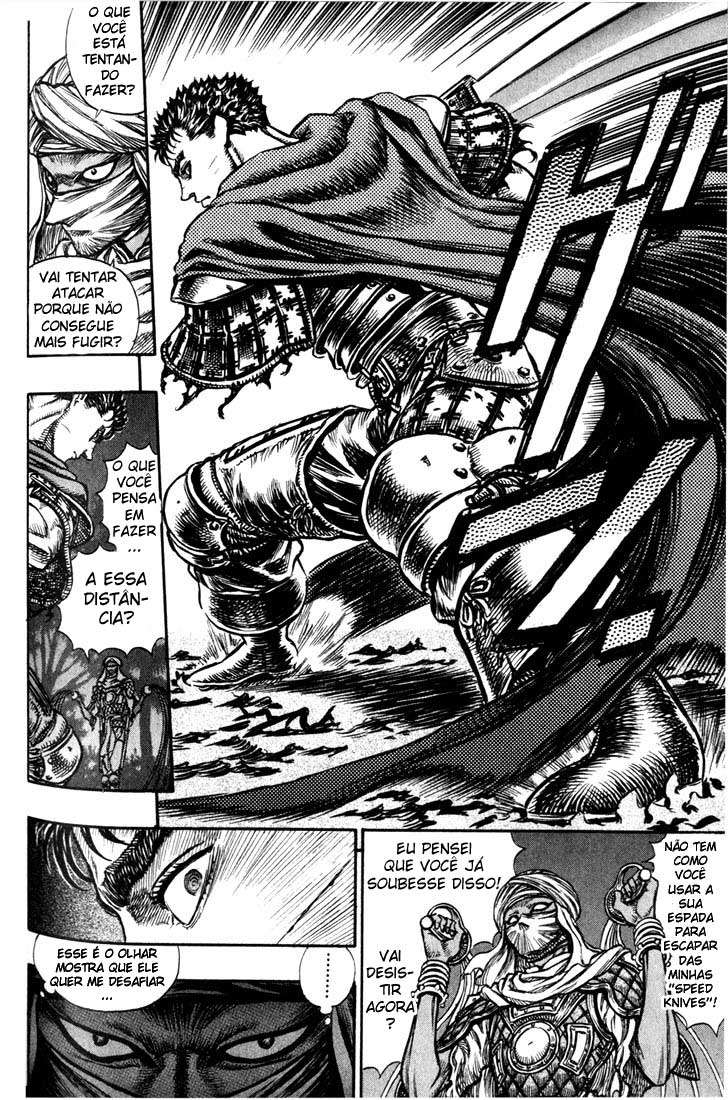 O QUE
VOCÊ
ESTÁ
TENTAN-
DO
FAZER?
VAI TENTAR
ATACAR
PORQUE NÃO
CONSEGUE
MAIS FUGIR?
O QUE
VOCÊ
PENSA
EM
FAZER
...
A ESSA
DISTÂN-
CIA?
NÃO TEM
COMO
VOCÊ
USAR A
SUA
ESPADA
PARA
ESCAPAR
DAS
MINHAS
"SPEED
KNIVES"!
EU PENSEI
QUE VOCÊ JÁ
SOUBESSE DISSO!
VAI
DESIS-
TIR
AGORA
?
ESSE É O OLHAR
MOSTRA QUE ELE
QUER ME DESAFIAR
...